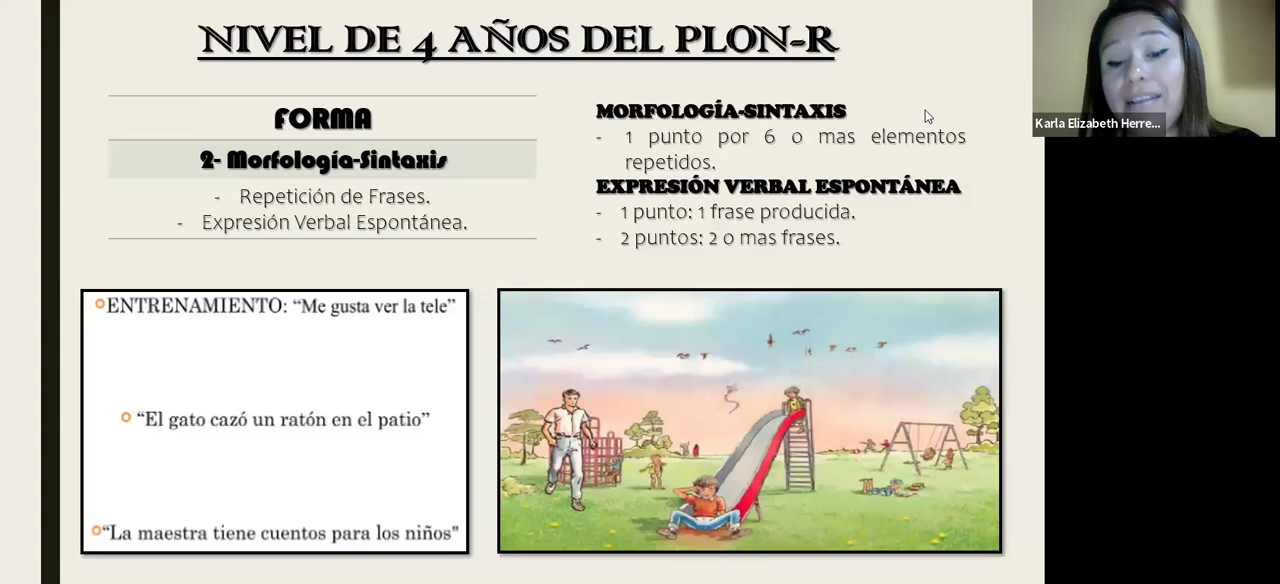 NIVEL DE 4 AÑOS DEL PLON-R
FORMA
2- Morfología-Sintaxis
- Repetición de Frases.
- Expresión Verbal Espontánea.
MORFOLOGÍA-SINTAXIS
- 1 punto por 6 o mas elementos
repetidos.
EXPRESIÓN VERBAL ESPONTÁNEA
- 1 punto: 1 frase producida.
- 2 puntos: 2 o mas frases.
ENTRENAMIENTO: “Me gusta ver la tele”
“El gato cazó un ratón en el patio”
“La maestra tiene cuentos para los niños"
Karla Elizabeth Herre...